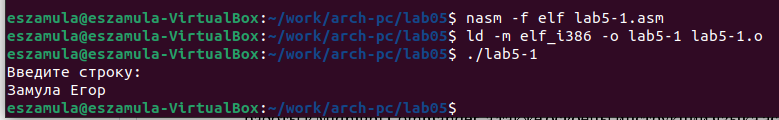 eszamula@eszamula-VirtualBox:~/work/arch-pc/lab05$ nasm -f elf lab5-1.asm
eszamula@eszamula-VirtualBox:~/work/arch-pc/lab05$ ld -m elf_i386 -o lab5-1 lab5-1.o
eszamula@eszamula-VirtualBox:~/work/arch-pc/lab05$ ./lab5-1
Введите строку:
Замула Егор
eszamula@eszamula-VirtualBox:~/work/arch-pc/lab05$